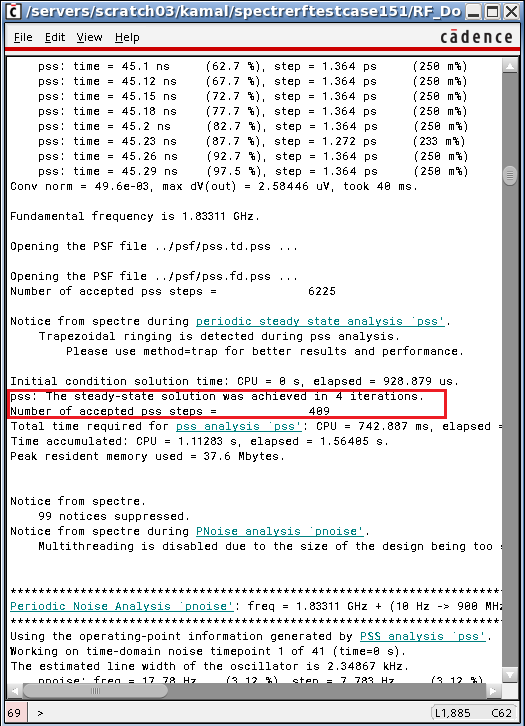 /servers/scratch03/kamal/spectrerftestcase151/RF_Do
File Edit View Help cādence
pss: time = 45.1 ns (62.7 %), step = 1.364 ps (250 m%)
pss: time = 45.12 ns (67.7 %), step = 1.364 ps (250 m%)
pss: time = 45.15 ns (72.7 %), step = 1.364 ps (250 m%)
pss: time = 45.18 ns (77.7 %), step = 1.364 ps (250 m%)
pss: time = 45.2 ns (82.7 %), step = 1.364 ps (250 m%)
pss: time = 45.23 ns (87.7 %), step = 1.272 ps (233 m%)
pss: time = 45.26 ns (92.7 %), step = 1.364 ps (250 m%)
pss: time = 45.29 ns (97.5 %), step = 1.364 ps (250 m%)
Conv norm = 49.6e-03, max dV(out) = 2.58446 uV, took 40 ms.
Fundamental frequency is 1.83311 GHz.
Opening the PSF file ../psf/pss.td.pss ...
Opening the PSF file ../psf/pss.fd.pss ...
Number of accepted pss steps = 6225
Notice from spectre during periodic steady state analysis `pss'.
Trapezoidal ringing is detected during pss analysis.
Please use method=trap for better results and performance.
Initial condition solution time: CPU = 0 s, elapsed = 928.879 us.
pss: The steady-state solution was achieved in 4 iterations.
Number of accepted pss steps = 409
Total time required for pss analysis `pss': CPU = 742.887 ms, elapsed =
Time accumulated: CPU = 1.11283 s, elapsed = 1.56405 s.
Peak resident memory used = 37.6 Mbytes.
Notice from spectre.
99 notices suppressed.
Notice from spectre during PNoise analysis `pnoise'.
Multithreading is disabled due to the size of the design being too s
*******************************************************************
Periodic Noise Analysis `pnoise': freq = 1.83311 GHz + (10 Hz -> 900 MHz
*******************************************************************
Using the operating-point information generated by PSS analysis `pss'.
Working on time-domain noise timepoint 1 of 41 (time=0 s).
The estimated line width of the oscillator is 2.34867 kHz.
pnoise: freq = 17.78 Hz (3.12 %), step = 7.783 Hz (3.12 %)
69 > L1,885 C62